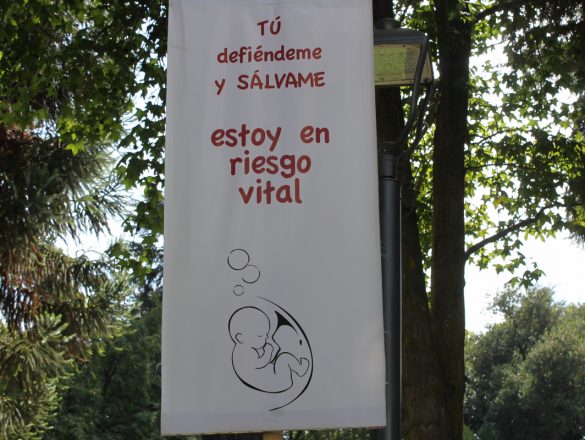 TÚ
defiéndeme
y SÁLVAME
estoy en
riesgo
vital